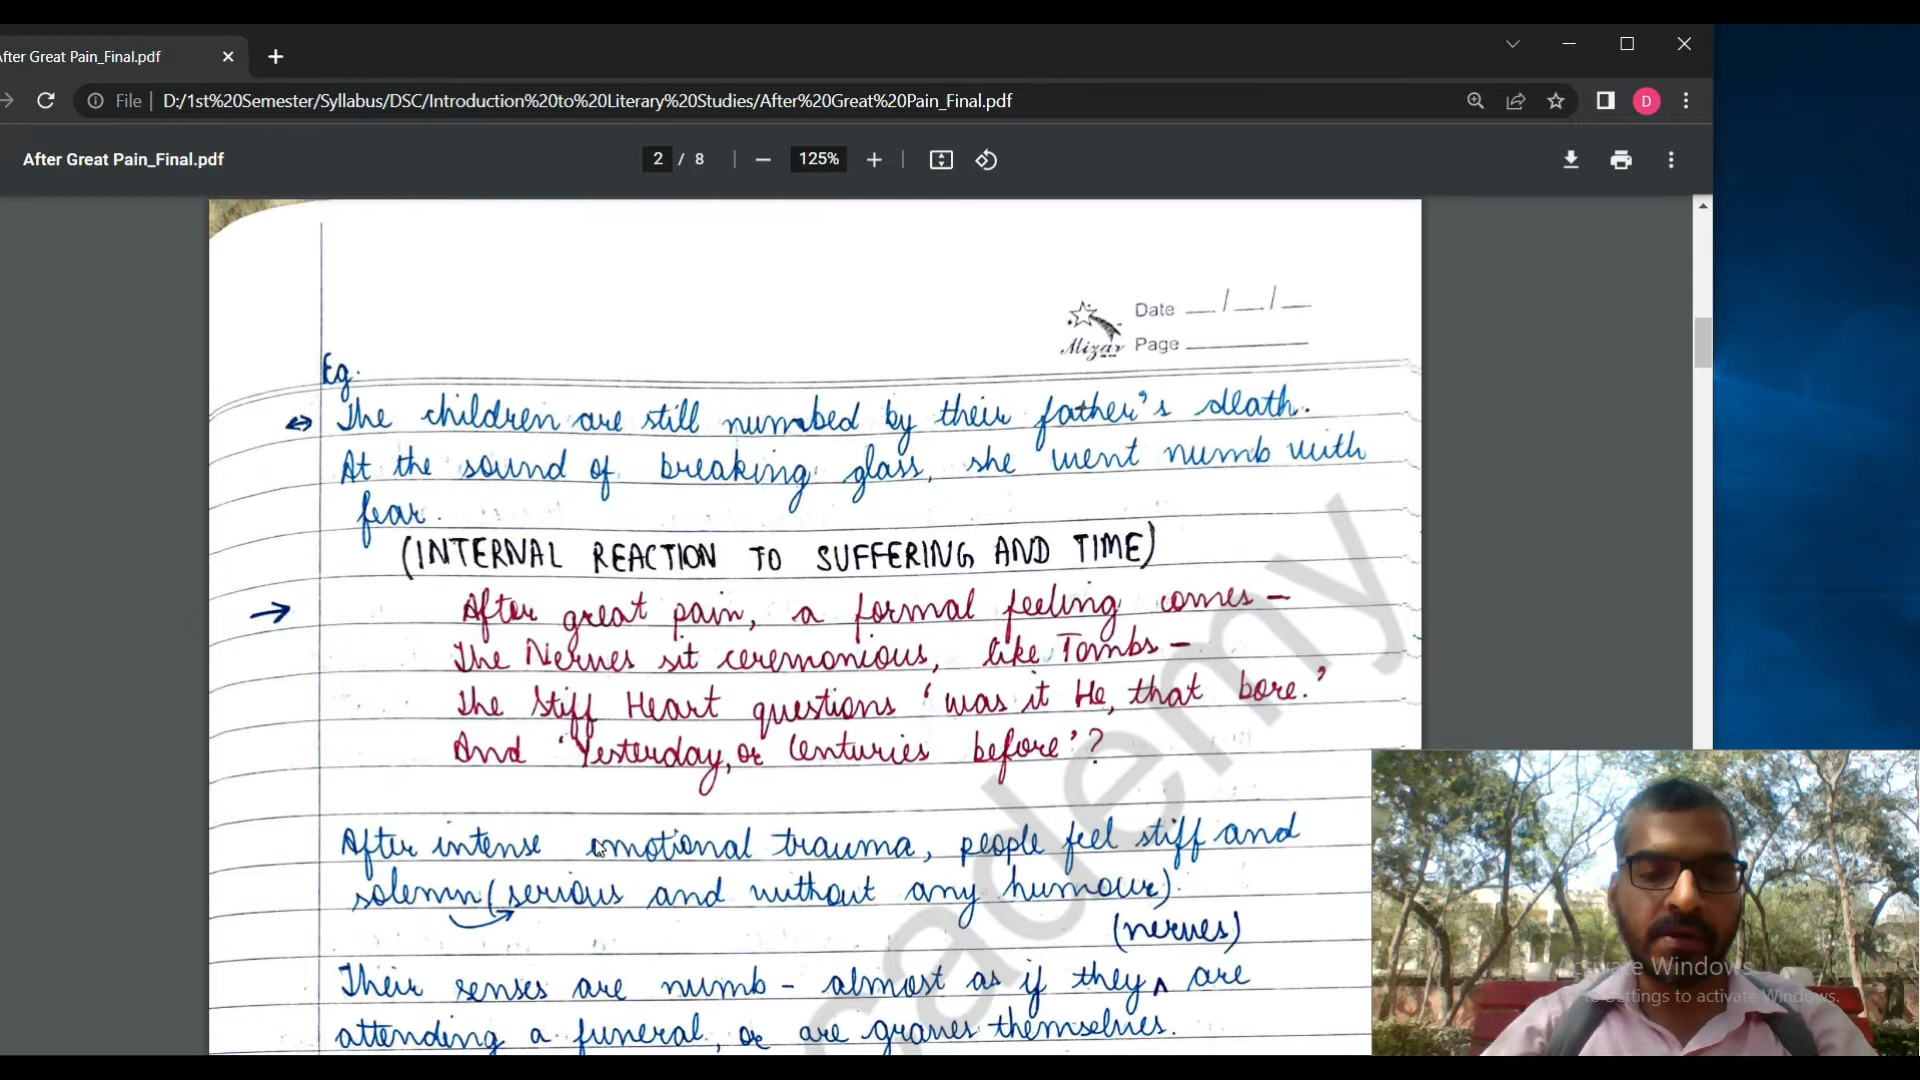 After Great Pain_Final.pdf
File D:/1st%20Semester/Syllabus/DSC/Introduction%20to%20Literary%20Studies/After%20Great%20Pain_Final.pdf
D
After Great Pain_Final.pdf
2 / 8
125%
Date __/__/__
Mizar Page
Eg.
The children are still numbed by their father's death.
At the sound of breaking glass, she went numb with
fear.
(INTERNAL REACTION TO SUFFERING AND TIME)
After great pain, a formal feeling comes –
The Nerves sit ceremonious, like Tombs –
The Stiff Heart questions 'was it He, that bore.'
And 'Yesterday, or Centuries before'?
After intense emotional trauma, people feel stiff and
solemn (serious and without any humour).
(nerves)
Their senses are numb - almost as if they ^ are
attending a funeral, or are graves themselves.
ademy
Activate Windows
Go to Settings to activate Windows.